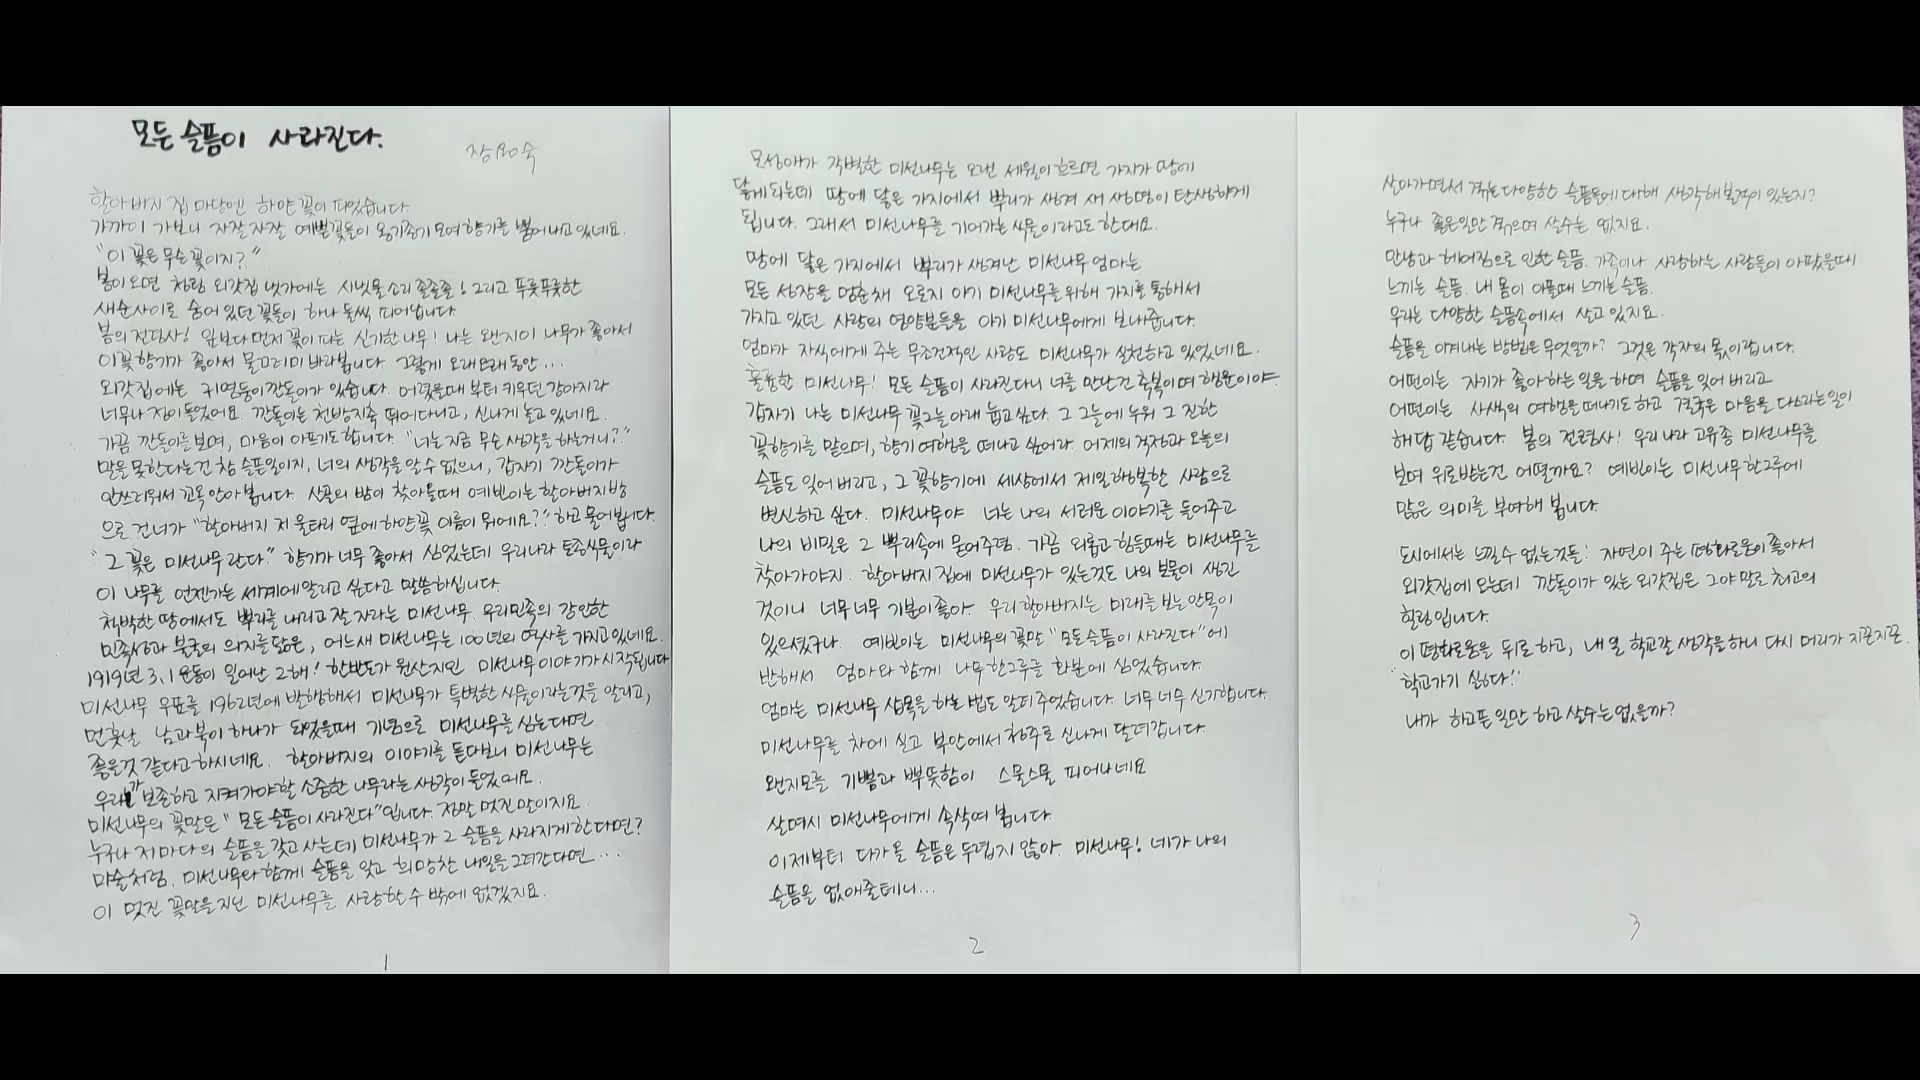 모든 슬픔이 사라진다.
할아버지 집 마당엔 하얀 꽃이 피었습니다.
가까이 가보니 자잘자잘 예쁜꽃들이 옹기종기 모여 향기를 뿜어내고 있네요.
"이 꽃은 무슨 꽃이지?"
봄이 오면 청림 외갓집 냇가에는 시냇물소리 졸졸졸! 그리고 푸릇푸릇한
새순사이로 숨어 있던 꽃들이 하나 둘씩 피어납니다
봄의 전령사! 잎보다 먼저 꽃이 피는 신기한 나무! 나는 왠지 이 나무가 좋아서
이꽃 향기가 좋아서 물끄러미 바라봅니다 그렇게 오래오래 동안...
외갓집에는 귀염둥이 깐돌이가 있습니다. 어렸을때 부터 키우던 강아지라
너무나 정이 들었어요. 깐돌이는 천방지축 뛰어다니고, 신나게 놀고 있네요.
가끔 깐돌이를 보며, 마음이 아프기도 합니다. "너는 지금 무슨 생각을 하는거니?"
말을 못한다는건 참 슬픈일이지, 너의 생각을 알 수 없으니, 갑자기 깐돌이가
안쓰러워서 꼬옥 안아 봅니다. 산골의 밤이 찾아올때 예빈이는 할아버지방
으로 건너가 "할아버지 저 울타리 옆에 하얀꽃 이름이 뭐에요?" 하고 물어봅니다.
"그 꽃은 미선나무란다" 향기가 너무 좋아서 심었는데 우리나라 토종식물이라
이 나무를 언젠가는 세계에 알리고 싶다고 말씀하십니다.
척박한 땅에서도 뿌리를 내리고 잘 자라는 미선나무. 우리민족의 강인한
민족성과 불굴의 의지를 닮은, 어느새 미선나무는 100년의 역사를 가지고 있네요.
1919년 3.1운동이 일어난 그해! 한반도가 원산지인 미선나무 이야기가 시작됩니다
미선나무 우표를 1962년에 발행해서 미선나무가 특별한 식물이라는것을 알리고,
먼훗날 남과북이 하나가 되었을때 기념으로 미선나무를 심는다면
좋을것 같다고 하시네요. 할아버지의 이야기를 듣다보니 미선나무는
우리가 보존하고 지켜가야할 소중한 나무라는 생각이 들었어요.
미선나무의 꽃말은 "모든 슬픔이 사라진다"입니다. 정말 멋진 말이지요.
누구나 저마다의 슬픔을 갖고 사는데 미선나무가 그 슬픔을 사라지게 한다면?
마술처럼. 미선나무와 함께 슬픔을 잊고 희망찬 내일을 그려간다면...
이 멋진 꽃말을 지닌 미선나무를 사랑할 수 밖에 없겠지요.
1
모성애가 각별한 미선나무는 오랜 세월이 흐르면 가지가 땅에
닿게 되는데 땅에 닿은 가지에서 뿌리가 생겨 새 생명이 탄생하게
됩니다. 그래서 미선나무를 기어가는 식물이라고도 한대요.
땅에 닿은 가지에서 뿌리가 생겨난 미선나무 엄마는
모든 성장을 멈춘채 오로지 아기 미선나무를 위해 가지를 통해서
가지고 있던 사랑의 영양분들을 아기 미선나무에게 보내줍니다.
엄마가 자식에게 주는 무조건적인 사랑도 미선나무가 실천하고 있었네요.
훌륭한 미선나무! 모든 슬픔이 사라진다니 너를 만난건 축복이며 행운이야.
갑자기 나는 미선나무 꽃그늘 아래 눕고 싶다. 그 그늘에 누워 그 진한
꽃향기를 맡으며, 향기 여행을 떠나고 싶어라. 어제의 걱정과 오늘의
슬픔도 잊어 버리고, 그 꽃향기에 세상에서 제일 행복한 사람으로
변신하고 싶다. 미선나무야 너는 나의 서러운 이야기를 들어주고
나의 비밀은 그 뿌리속에 묻어주렴. 가끔 외롭고 힘들때는 미선나무를
찾아가야지. 할아버지 집에 미선나무가 있는것도 나의 보물이 생긴
것이니 너무너무 기분이 좋아. 우리 할아버지는 미래를 보는 안목이
있으셨구나. 예빈이는 미선나무의 꽃말 "모든슬픔이 사라진다"에
반해서 엄마와 함께 나무 한그루를 화분에 심었습니다.
엄마는 미선나무 삽목을 하는 법도 알려 주었습니다. 너무너무 신기합니다.
미선나무를 차에 싣고 부안에서 청주로 신나게 달려갑니다.
왠지모를 기쁨과 뿌듯함이 스물스물 피어나네요
살며시 미선나무에게 속삭여 봅니다.
이제부터 다가올 슬픔은 두렵지 않아. 미선나무! 네가 나의
슬픔을 없애줄테니...
2
살아가면서 겪는 다양한 슬픔들에 대해 생각해 본적이 있는지?
누구나 좋은일만 겪으며 살수는 없지요.
만남과 헤어짐으로 인한 슬픔. 가족이나 사랑하는 사람들이 아팠을때
느끼는 슬픔. 내 몸이 아플때 느끼는 슬픔.
우리는 다양한 슬픔속에서 살고 있지요.
슬픔을 이겨내는 방법은 무엇일까? 그것은 각자의 몫이랍니다.
어떤이는 자기가 좋아하는 일을 하며 슬픔을 잊어 버리고
어떤이는 사색의 여행을 떠나기도 하고 결국은 마음을 다스리는 일이
해답 같습니다. 봄의 전령사! 우리나라 고유종 미선나무를
보며 위로받는건 어떨까요? 예빈이는 미선나무 한그루에
많은 의미를 부여해 봅니다.
도시에서는 느낄수 없는것들! 자연이 주는 평화로움이 좋아서
외갓집에 오는데 깐돌이가 있는 외갓집은 그야 말로 최고의
힐링입니다.
이 평화로움을 뒤로 하고, 내일 학교갈 생각을 하니 다시 머리가 지끈지끈.
"학교가기 싫다!"
내가 하고픈 일만 하고 살수는 없을까?
3